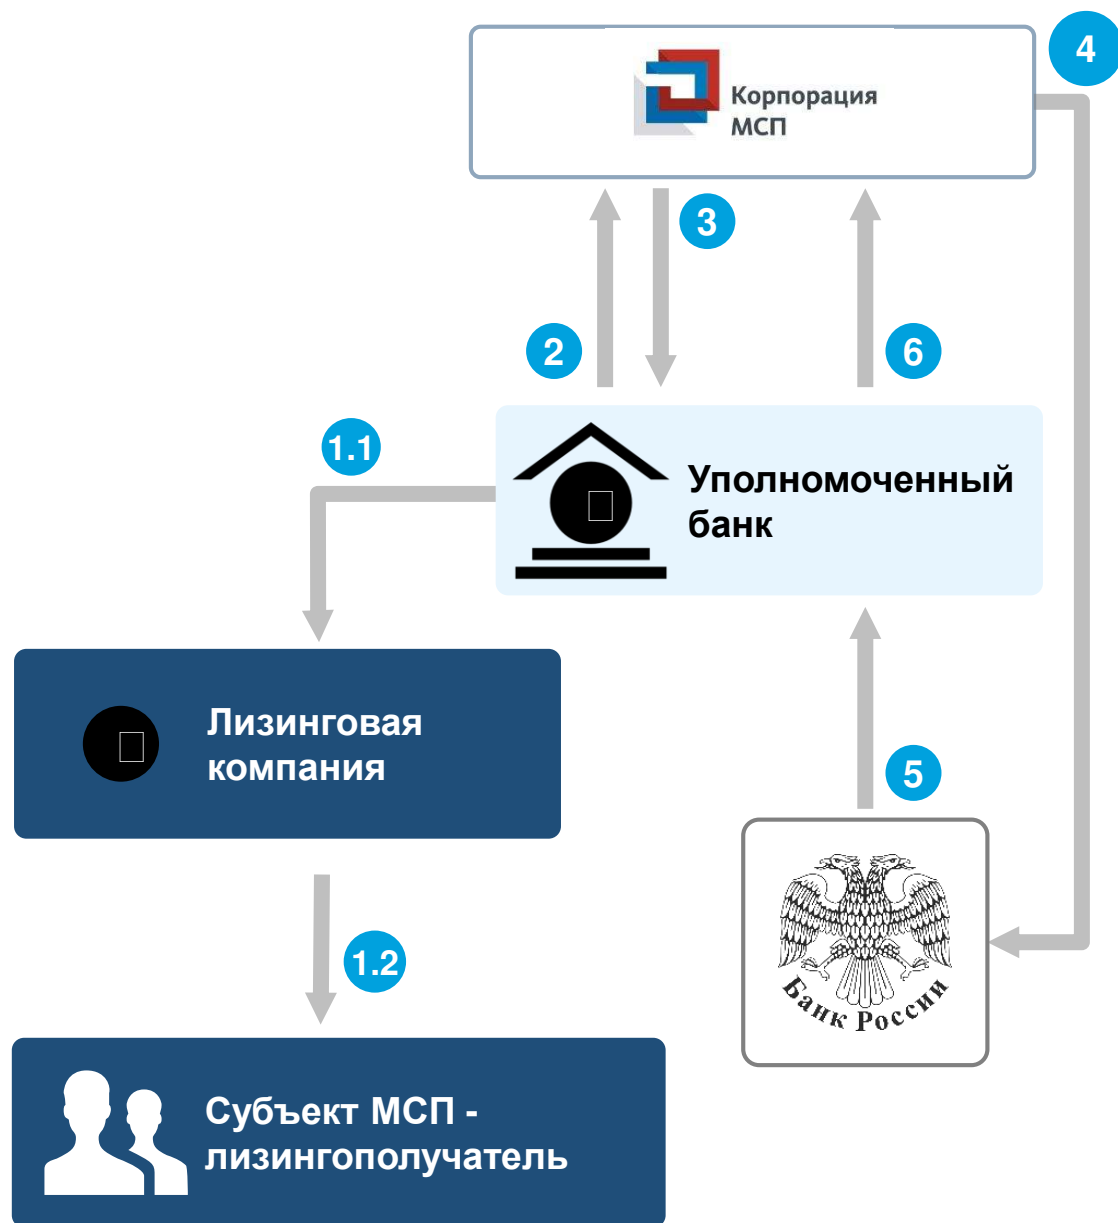 4
Корпорация
МСП
3
2
6
1.1
Уполномоченный
банк
Лизинговая
компания
5
1.2
Банк России
Субъект МСП -
лизингополучатель